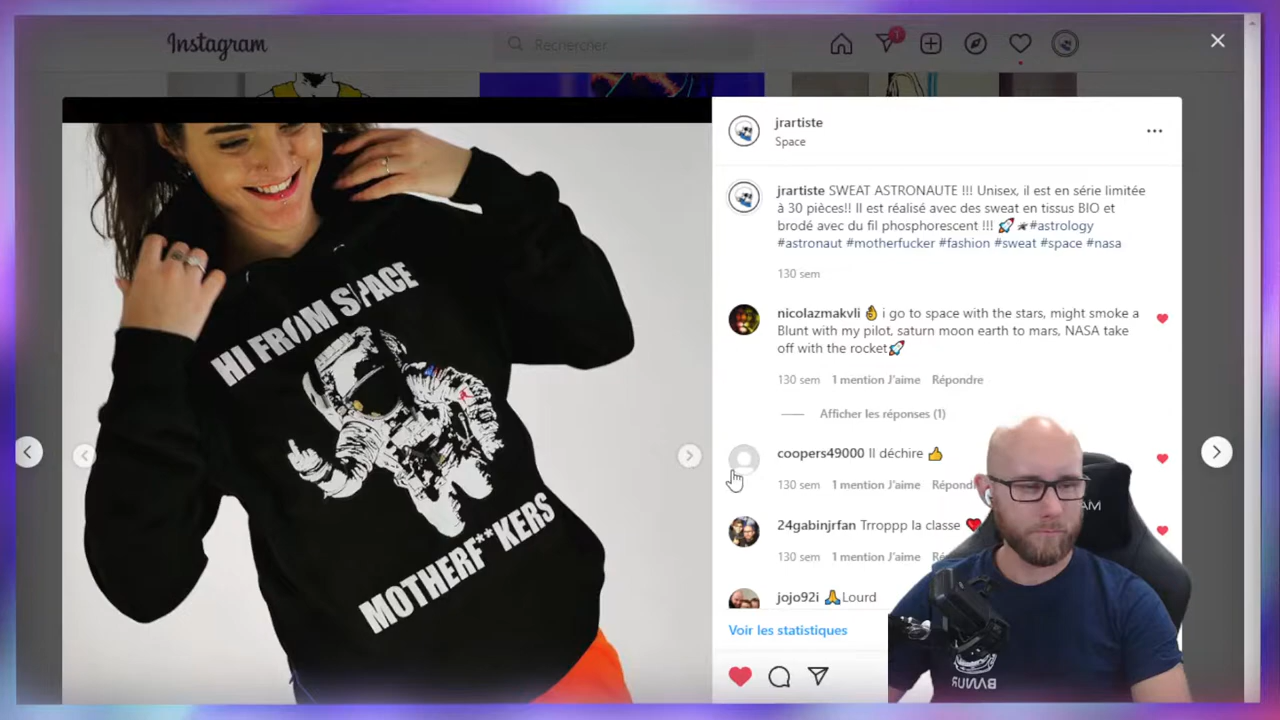 Instagram
Rechercher
1
jrartiste
Space
jrartiste SWEAT ASTRONAUTE !!! Unisex, il est en série limitée
à 30 pièces!! Il est réalisé avec des sweat en tissus BIO et
brodé avec du fil phosphorescent !!! 🚀 #astrology
#astronaut #motherfucker #fashion #sweat #space #nasa
130 sem
nicolazmakvli 👌 i go to space with the stars, might smoke a
Blunt with my pilot, saturn moon earth to mars, NASA take
off with the rocket🚀
130 sem 1 mention J'aime Répondre
Afficher les réponses (1)
coopers49000 Il déchire 👍
130 sem 1 mention J'aime
24gabinjrfan Trroppp la classe ❤️
130 sem 1 mention J'aime
jojo92i 🙏Lourd
Voir les statistiques
HI FROM SPACE
MOTHERF**KERS